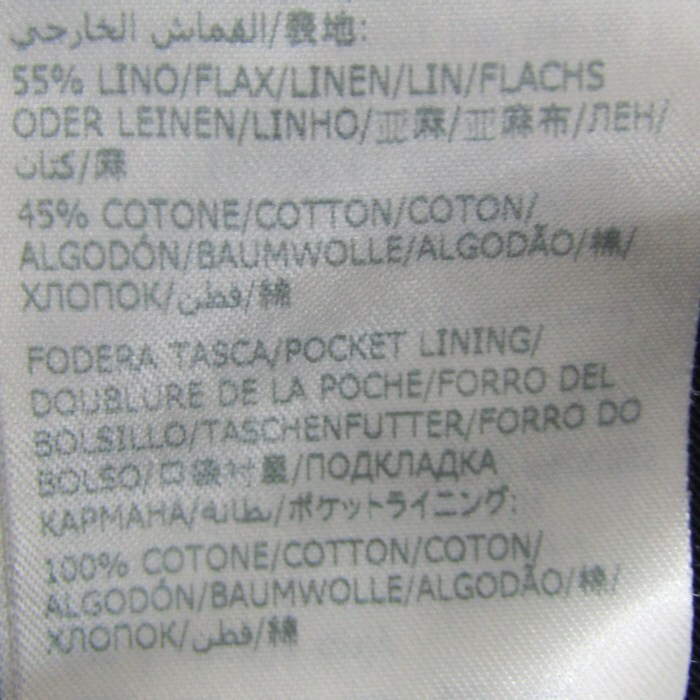 القماش الخارجي/表地:
55% LINO/FLAX/LINEN/LIN/FLACHS
ODER LEINEN/LINHO/亚麻/亚麻布/ЛЕН/
كتان/麻
45% COTONE/COTTON/COTON/
ALGODÓN/BAUMWOLLE/ALGODÃO/棉/
ХЛОПОК/قطن/綿
FODERA TASCA/POCKET LINING/
DOUBLURE DE LA POCHE/FORRO DEL
BOLSILLO/TASCHENFUTTER/FORRO DO
BOLSO/口袋衬里/ПОДКЛАДКА
КАРМАНА/بطانة/ポケットライニング:
100% COTONE/COTTON/COTON/
ALGODÓN/BAUMWOLLE/ALGODÃO/棉/
ХЛОПОК/قطن/綿